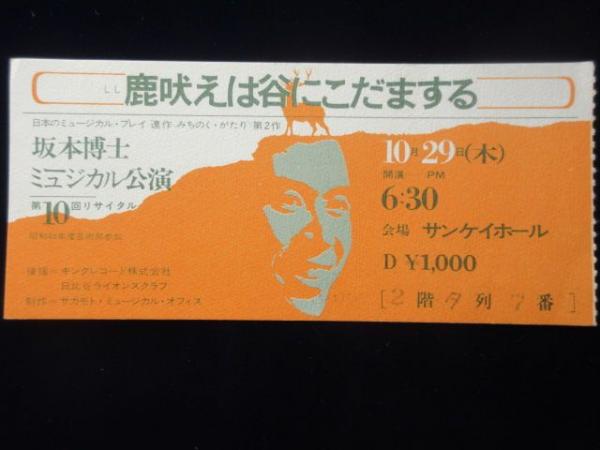 LL
鹿吠えは谷にこだまする
日本のミュージカル・プレイ 連作 みちのく・がたり 第2作
坂本博士
ミュジカル公演
第10回リサイタル
後援=キングレコード株式会社
日比谷ライオンズクラブ
制作=サカモト・ミュージカル・オフィス
10月29日(木)
開演 PM
6:30
会場 サンケイホール
D ¥1,000
[2階夕列7番]